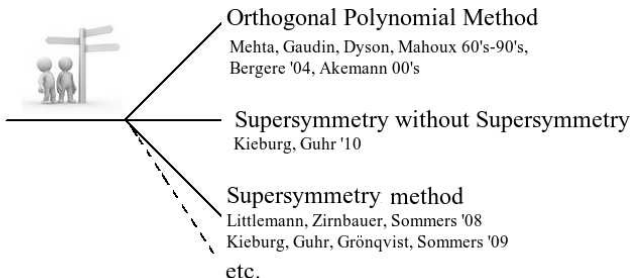 Orthogonal Polynomial Method
Mehta, Gaudin, Dyson, Mahoux 60's-90's,
Bergere '04, Akemann 00's
Supersymmetry without Supersymmetry
Kieburg, Guhr '10
Supersymmetry method
Littlemann, Zirnbauer, Sommers '08
Kieburg, Guhr, Grönqvist, Sommers '09
etc.